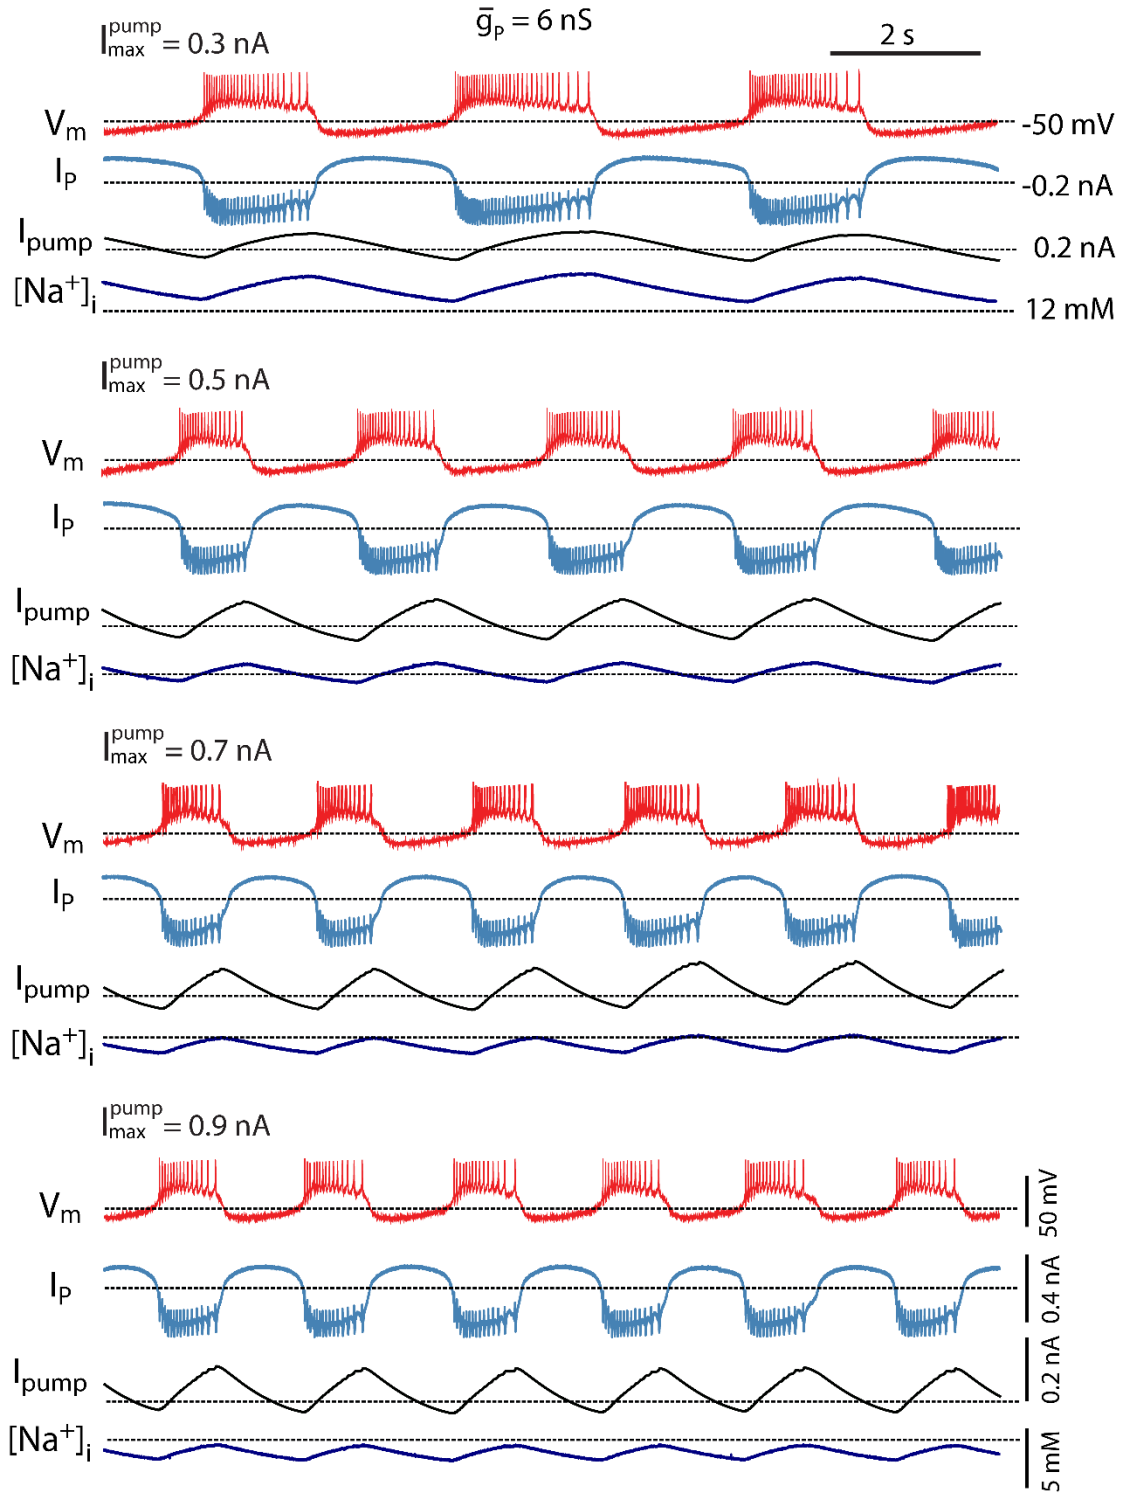 I^pump_max = 0.3 nA
ḡ_P = 6 nS
2 s
V_m
-50 mV
I_P
-0.2 nA
I_pump
0.2 nA
[Na⁺]_i
12 mM
I^pump_max = 0.5 nA
V_m
I_P
I_pump
[Na⁺]_i
I^pump_max = 0.7 nA
V_m
I_P
I_pump
[Na⁺]_i
I^pump_max = 0.9 nA
V_m
50 mV
I_P
0.4 nA
I_pump
0.2 nA
[Na⁺]_i
5 mM